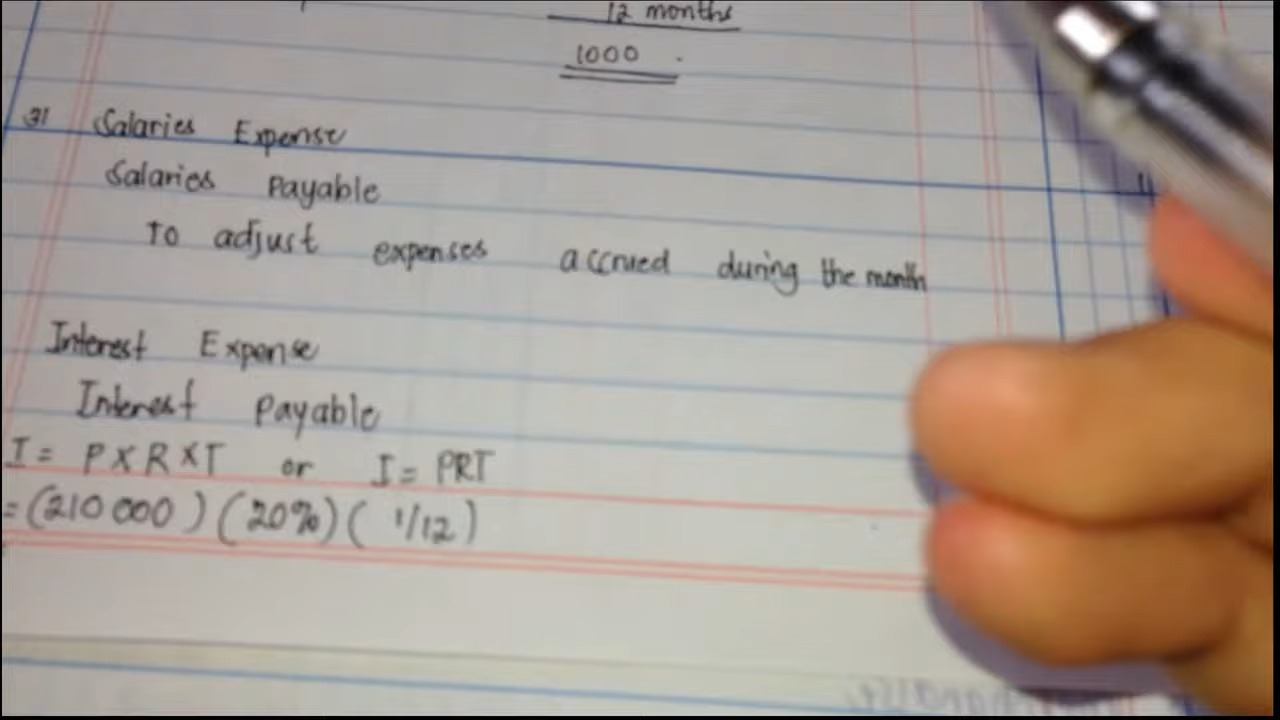 12 months
1000
31 Salaries Expense
Salaries Payable
To adjust expenses accrued during the month
Interest Expense
Interest Payable
I = P X R X T or I = PRT
= (210 000) (20%) ( 1/12)